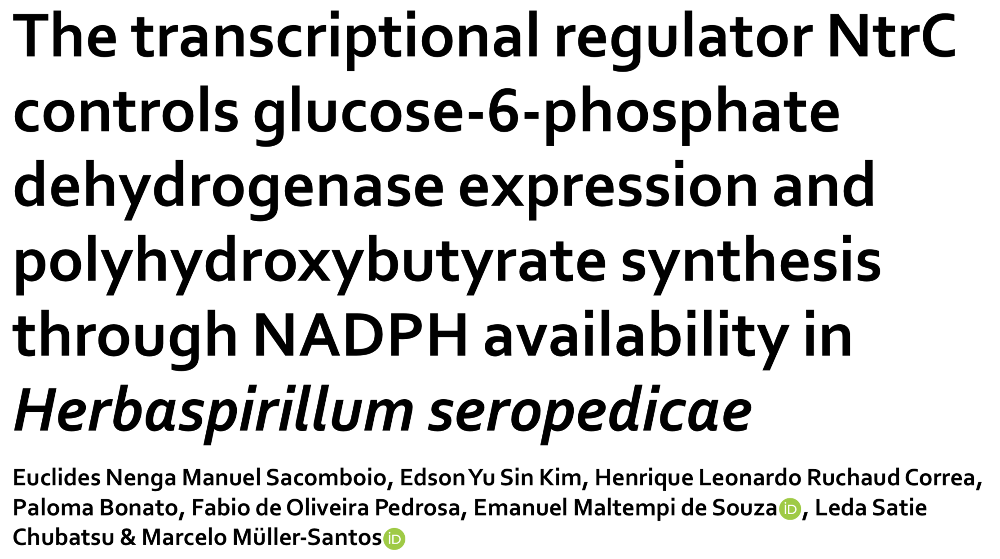 The transcriptional regulator NtrC
controls glucose-6-phosphate
dehydrogenase expression and
polyhydroxybutyrate synthesis
through NADPH availability in
Herbaspirillum seropedicae
Euclides Nenga Manuel Sacomboio, Edson Yu Sin Kim, Henrique Leonardo Ruchaud Correa,
Paloma Bonato, Fabio de Oliveira Pedrosa, Emanuel Maltempi de Souza iD, Leda Satie
Chubatsu & Marcelo Müller-Santos iD